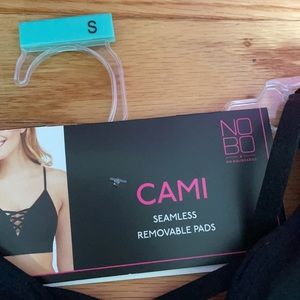 S
NO
BO
CAMI
SEAMLESS
REMOVABLE PADS